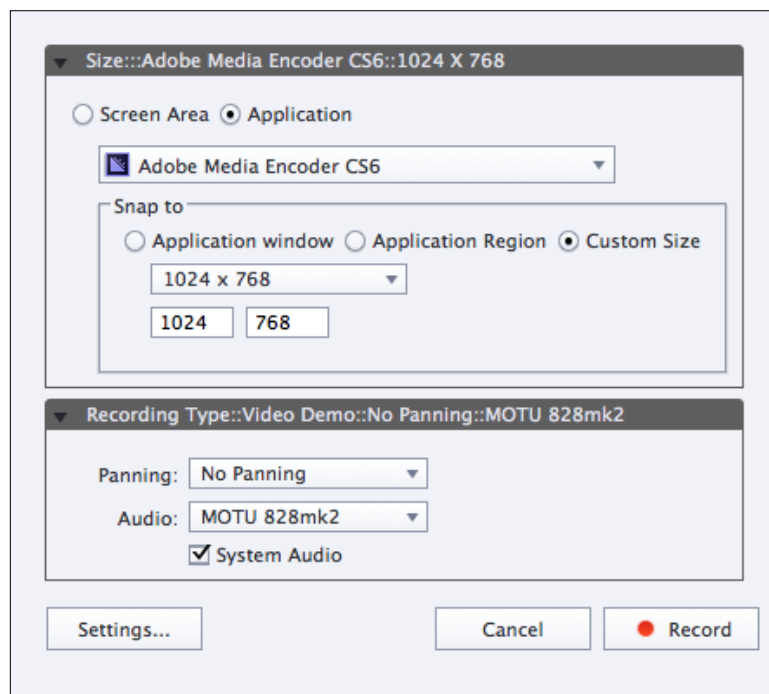 Size:::Adobe Media Encoder CS6::1024 X 768
Screen Area Application
Adobe Media Encoder CS6
Snap to
Application window Application Region Custom Size
1024 x 768
1024 768
Recording Type::Video Demo::No Panning::MOTU 828mk2
Panning: No Panning
Audio: MOTU 828mk2
System Audio
Settings... Cancel Record